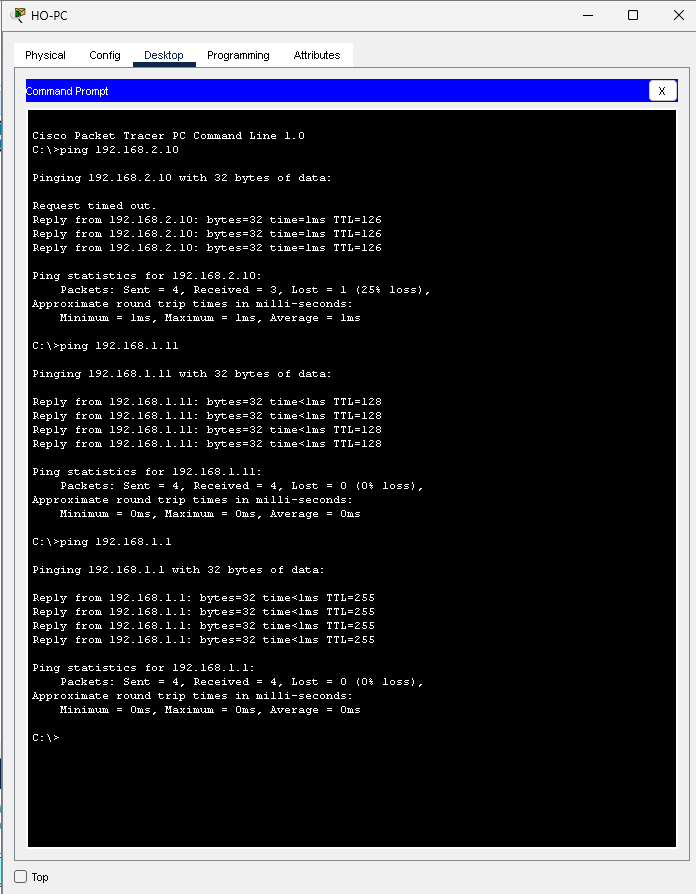 HO-PC
Physical Config Desktop Programming Attributes
Command Prompt X
Cisco Packet Tracer PC Command Line 1.0
C:\>ping 192.168.2.10
Pinging 192.168.2.10 with 32 bytes of data:
Request timed out.
Reply from 192.168.2.10: bytes=32 time=1ms TTL=126
Reply from 192.168.2.10: bytes=32 time=1ms TTL=126
Reply from 192.168.2.10: bytes=32 time=1ms TTL=126
Ping statistics for 192.168.2.10:
Packets: Sent = 4, Received = 3, Lost = 1 (25% loss),
Approximate round trip times in milli-seconds:
Minimum = 1ms, Maximum = 1ms, Average = 1ms
C:\>ping 192.168.1.11
Pinging 192.168.1.11 with 32 bytes of data:
Reply from 192.168.1.11: bytes=32 time<1ms TTL=128
Reply from 192.168.1.11: bytes=32 time<1ms TTL=128
Reply from 192.168.1.11: bytes=32 time<1ms TTL=128
Reply from 192.168.1.11: bytes=32 time<1ms TTL=128
Ping statistics for 192.168.1.11:
Packets: Sent = 4, Received = 4, Lost = 0 (0% loss),
Approximate round trip times in milli-seconds:
Minimum = 0ms, Maximum = 0ms, Average = 0ms
C:\>ping 192.168.1.1
Pinging 192.168.1.1 with 32 bytes of data:
Reply from 192.168.1.1: bytes=32 time<1ms TTL=255
Reply from 192.168.1.1: bytes=32 time<1ms TTL=255
Reply from 192.168.1.1: bytes=32 time<1ms TTL=255
Reply from 192.168.1.1: bytes=32 time<1ms TTL=255
Ping statistics for 192.168.1.1:
Packets: Sent = 4, Received = 4, Lost = 0 (0% loss),
Approximate round trip times in milli-seconds:
Minimum = 0ms, Maximum = 0ms, Average = 0ms
C:\>
Top